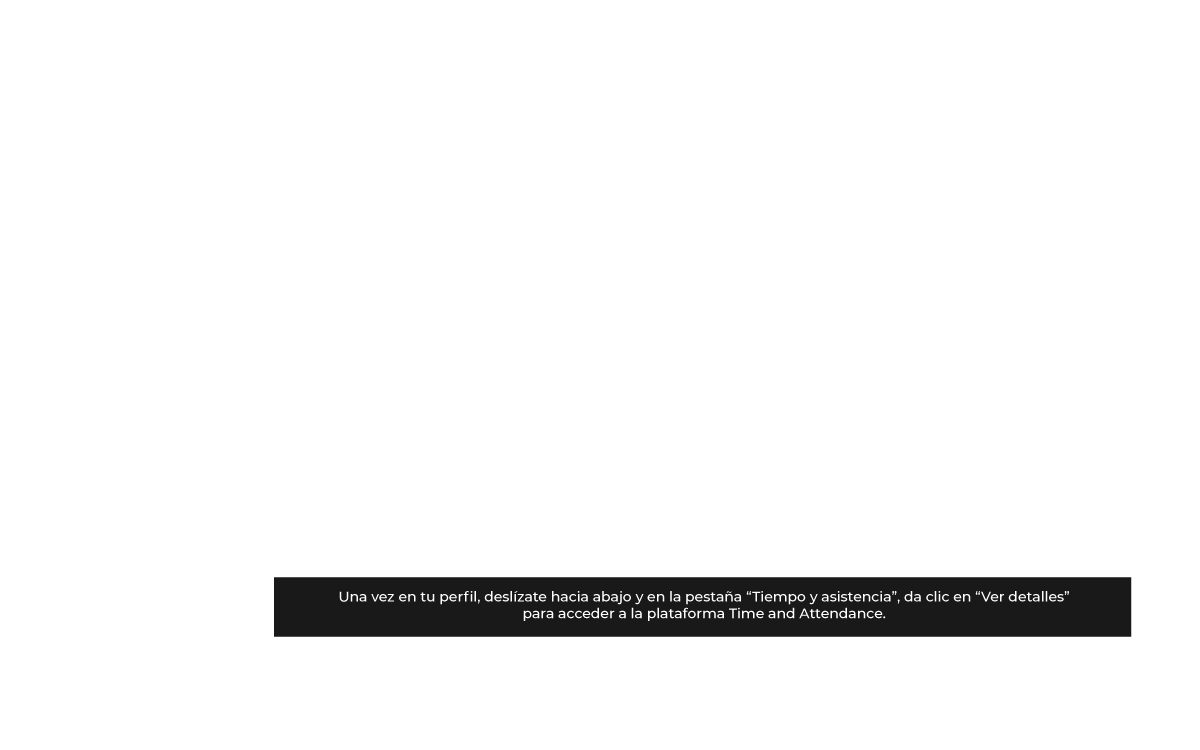 Una vez en tu perfil, deslízate hacia abajo y en la pestaña “Tiempo y asistencia”, da clic en “Ver detalles”
para acceder a la plataforma Time and Attendance.